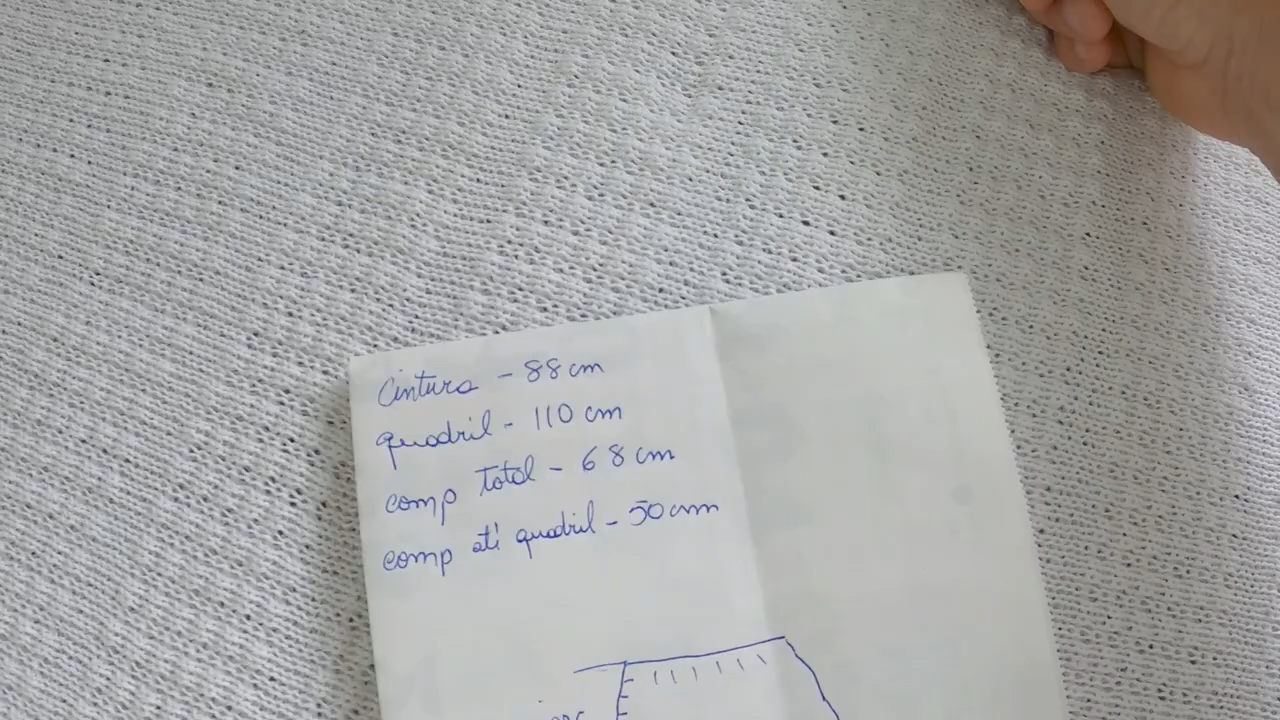 cintura - 88 cm
quadril - 110 cm
comp total - 68 cm
comp até quadril - 50 cm